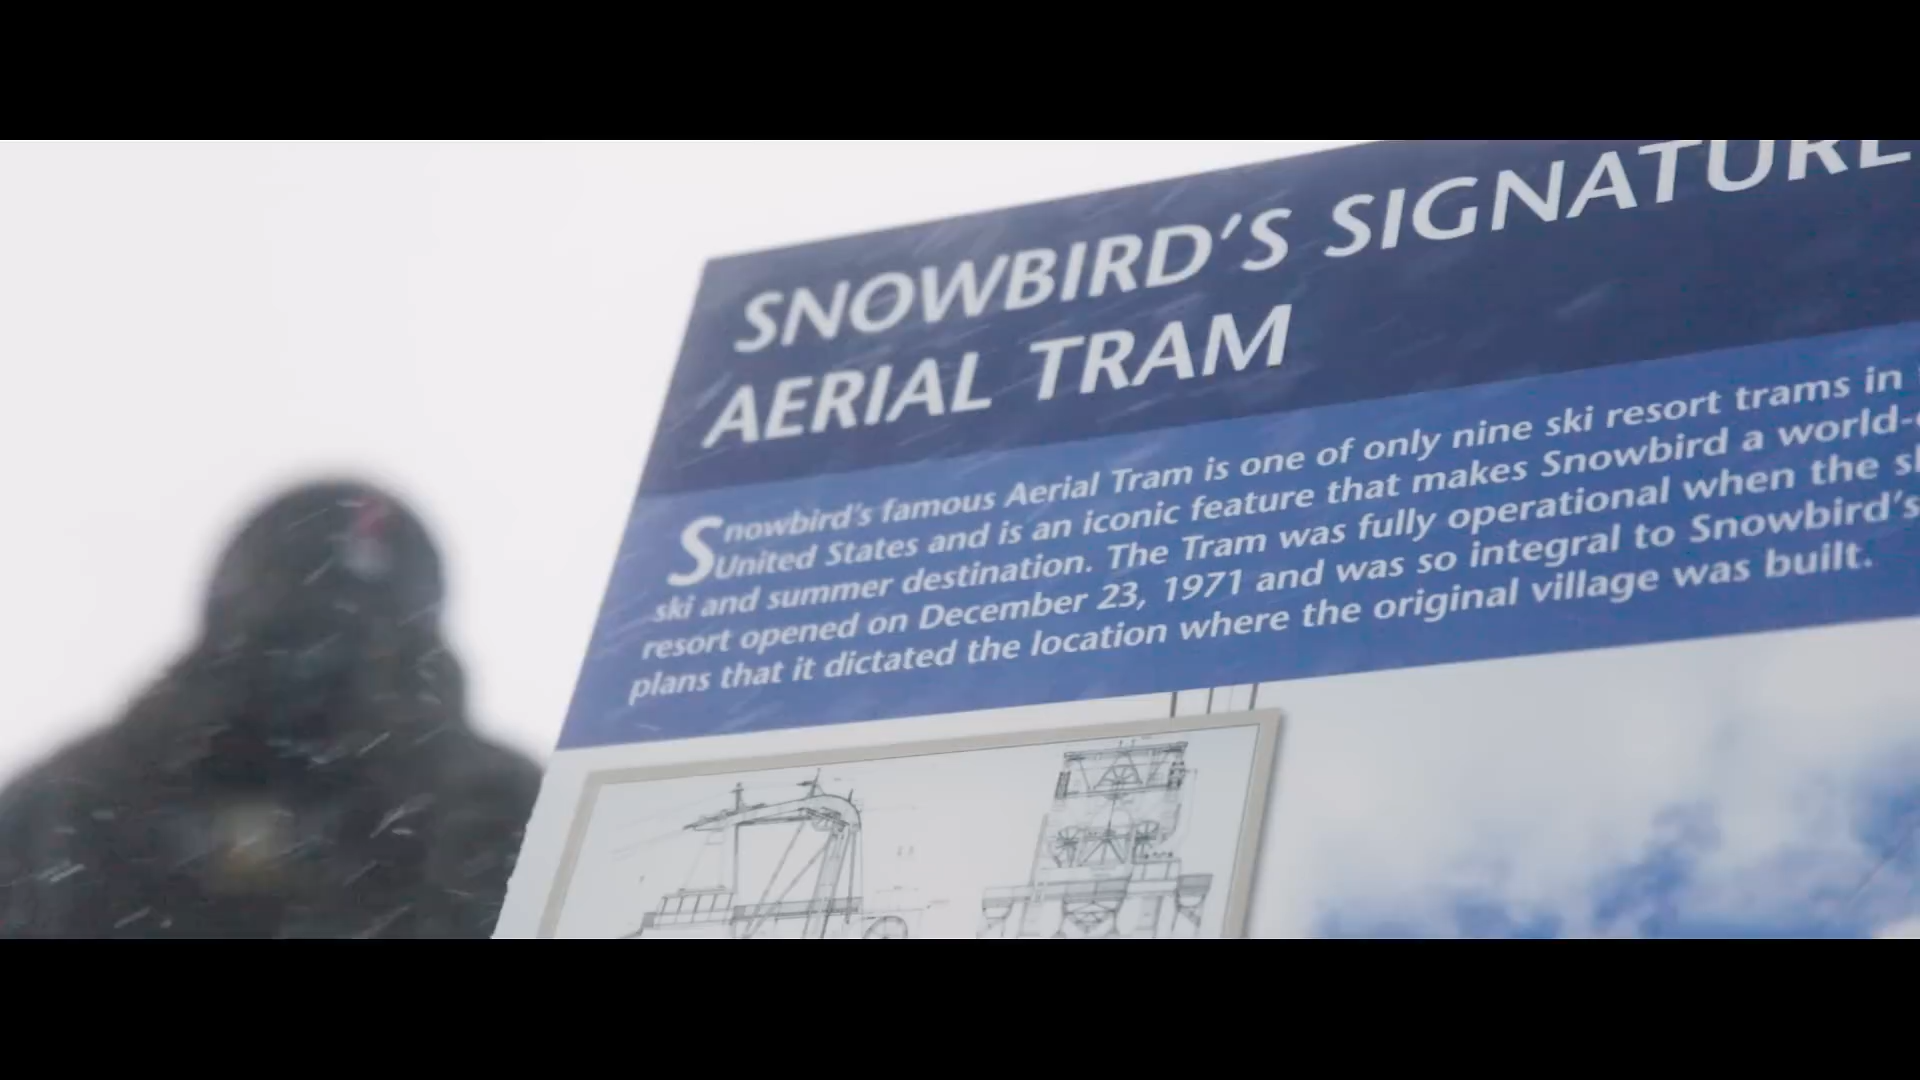 SNOWBIRD'S SIGNATURE
AERIAL TRAM
Snowbird's famous Aerial Tram is one of only nine ski resort trams in
United States and is an iconic feature that makes Snowbird a world-
ski and summer destination. The Tram was fully operational when the
resort opened on December 23, 1971 and was so integral to Snowbird's
plans that it dictated the location where the original village was built.